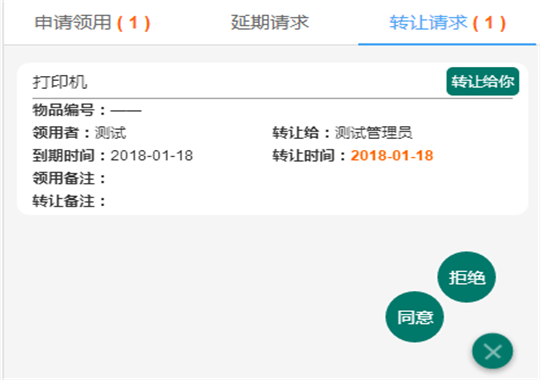 申请领用 ( 1 ) 延期请求 转让请求 ( 1 )
打印机 转让给你
物品编号：——
领用者：测试 转让给：测试管理员
到期时间：2018-01-18 转让时间：2018-01-18
领用备注：
转让备注：
拒绝
同意